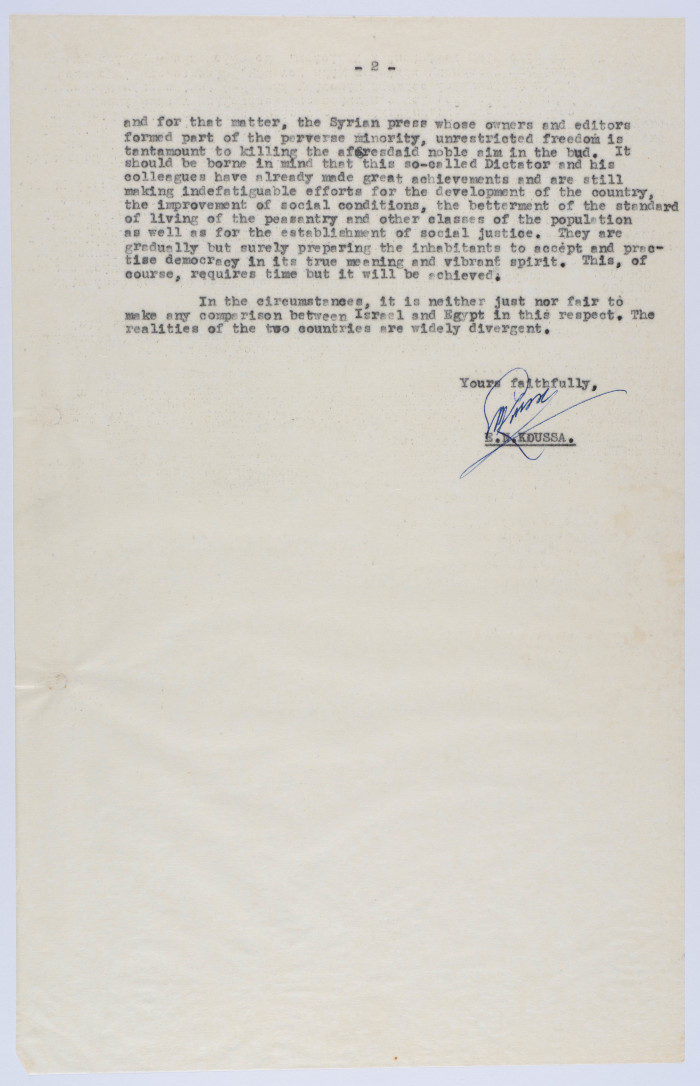 - 2 -
and for that matter, the Syrian press whose owners and editors
formed part of the perverse minority, unrestricted freedom is
tantamount to killing the aforesdaid noble aim in the bud. It
should be borne in mind that this so-called Dictator and his
colleagues have already made great achievements and are still
making indefatiguable efforts for the development of the country,
the improvement of social conditions, the betterment of the standard
of living of the peasantry and other classes of the population
as well as for the establishment of social justice. They are
gradually but surely preparing the inhabitants to accept and prac-
tise democracy in its true meaning and vibrant spirit. This, of
course, requires time but it will be achieved.
In the circumstances, it is neither just nor fair to
make any comparison between Israel and Egypt in this respect. The
realities of the two countries are widely divergent.
Yours faithfully,
E.N.KOUSSA.